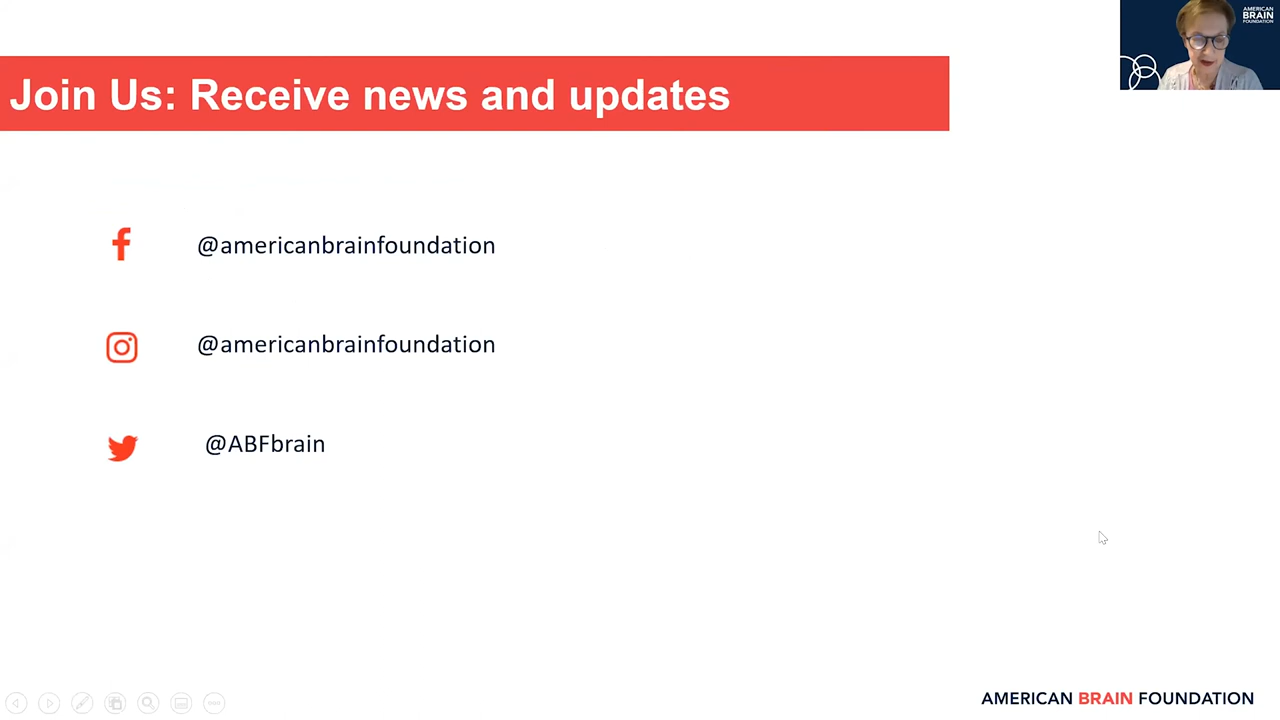 AMERICAN
BRAIN
FOUNDATION
Join Us: Receive news and updates
@americanbrainfoundation
@americanbrainfoundation
@ABFbrain
AMERICAN BRAIN FOUNDATION